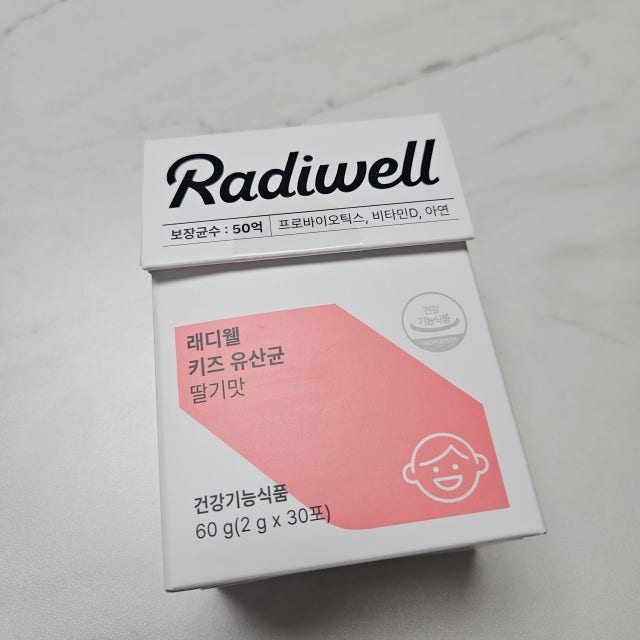 Radiwell
보장균수 : 50억 | 프로바이오틱스, 비타민D, 아연
건강
기능식품
래디웰
키즈 유산균
딸기맛
건강기능식품
60 g(2 g x 30포)